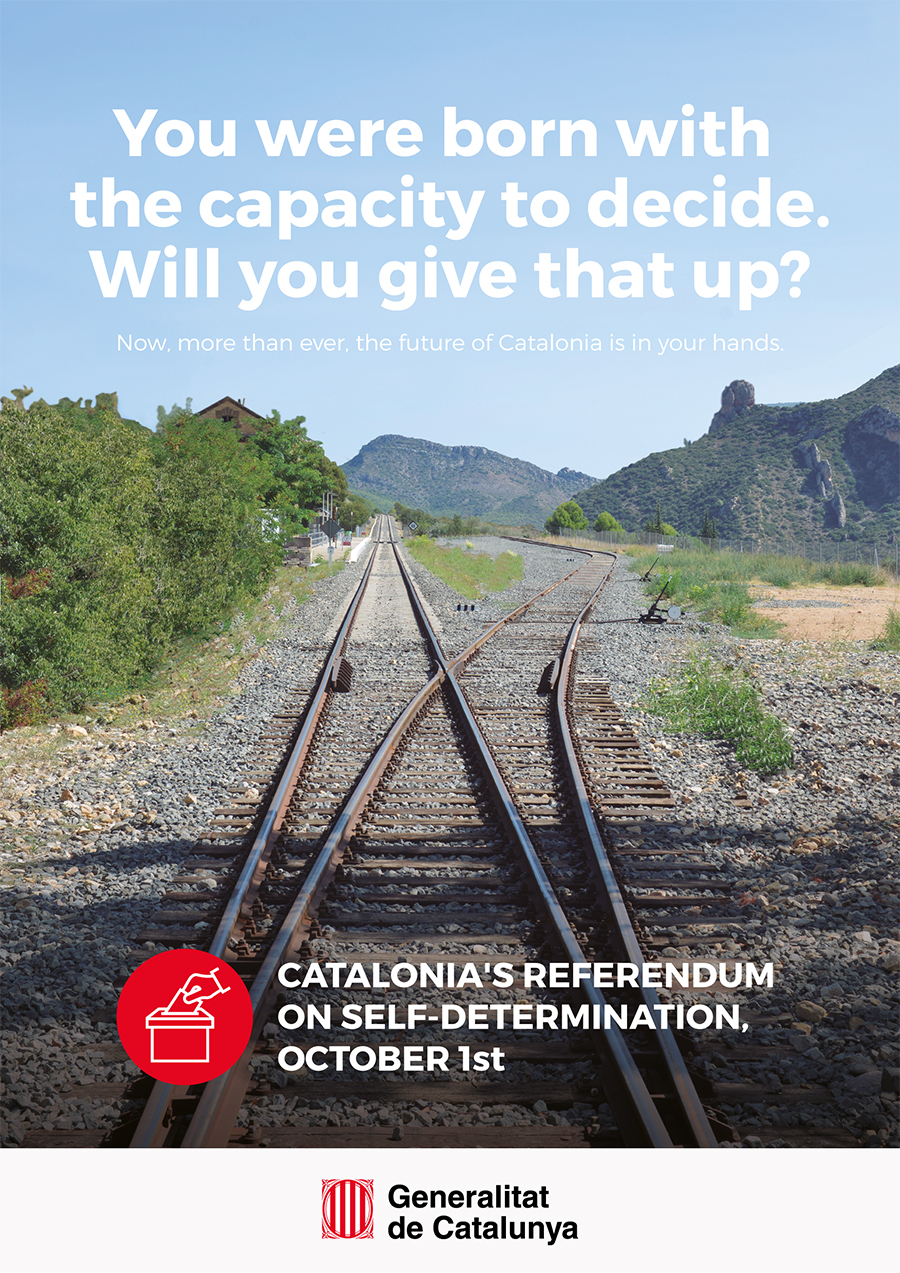 You were born with
the capacity to decide.
Will you give that up?
Now, more than ever, the future of Catalonia is in your hands.
CATALONIA'S REFERENDUM
ON SELF-DETERMINATION,
OCTOBER 1st
Generalitat
de Catalunya